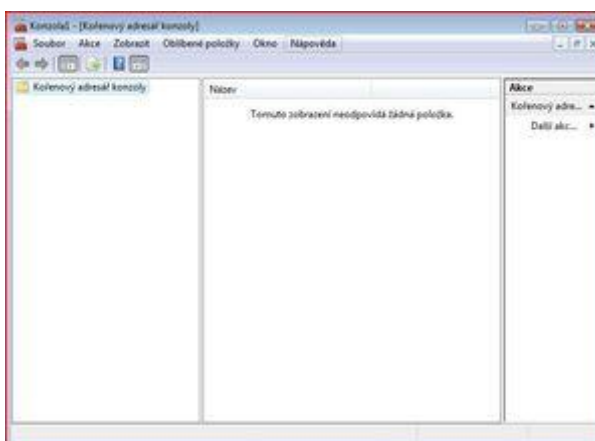 Konzola1 - [Kořenový adresář konzoly]
Soubor Akce Zobrazit Oblíbené položky Okno Nápověda
Kořenový adresář konzoly
Název
Tomuto zobrazení neodpovídá žádná položka.
Akce
Kořenový adre...
Další akc...